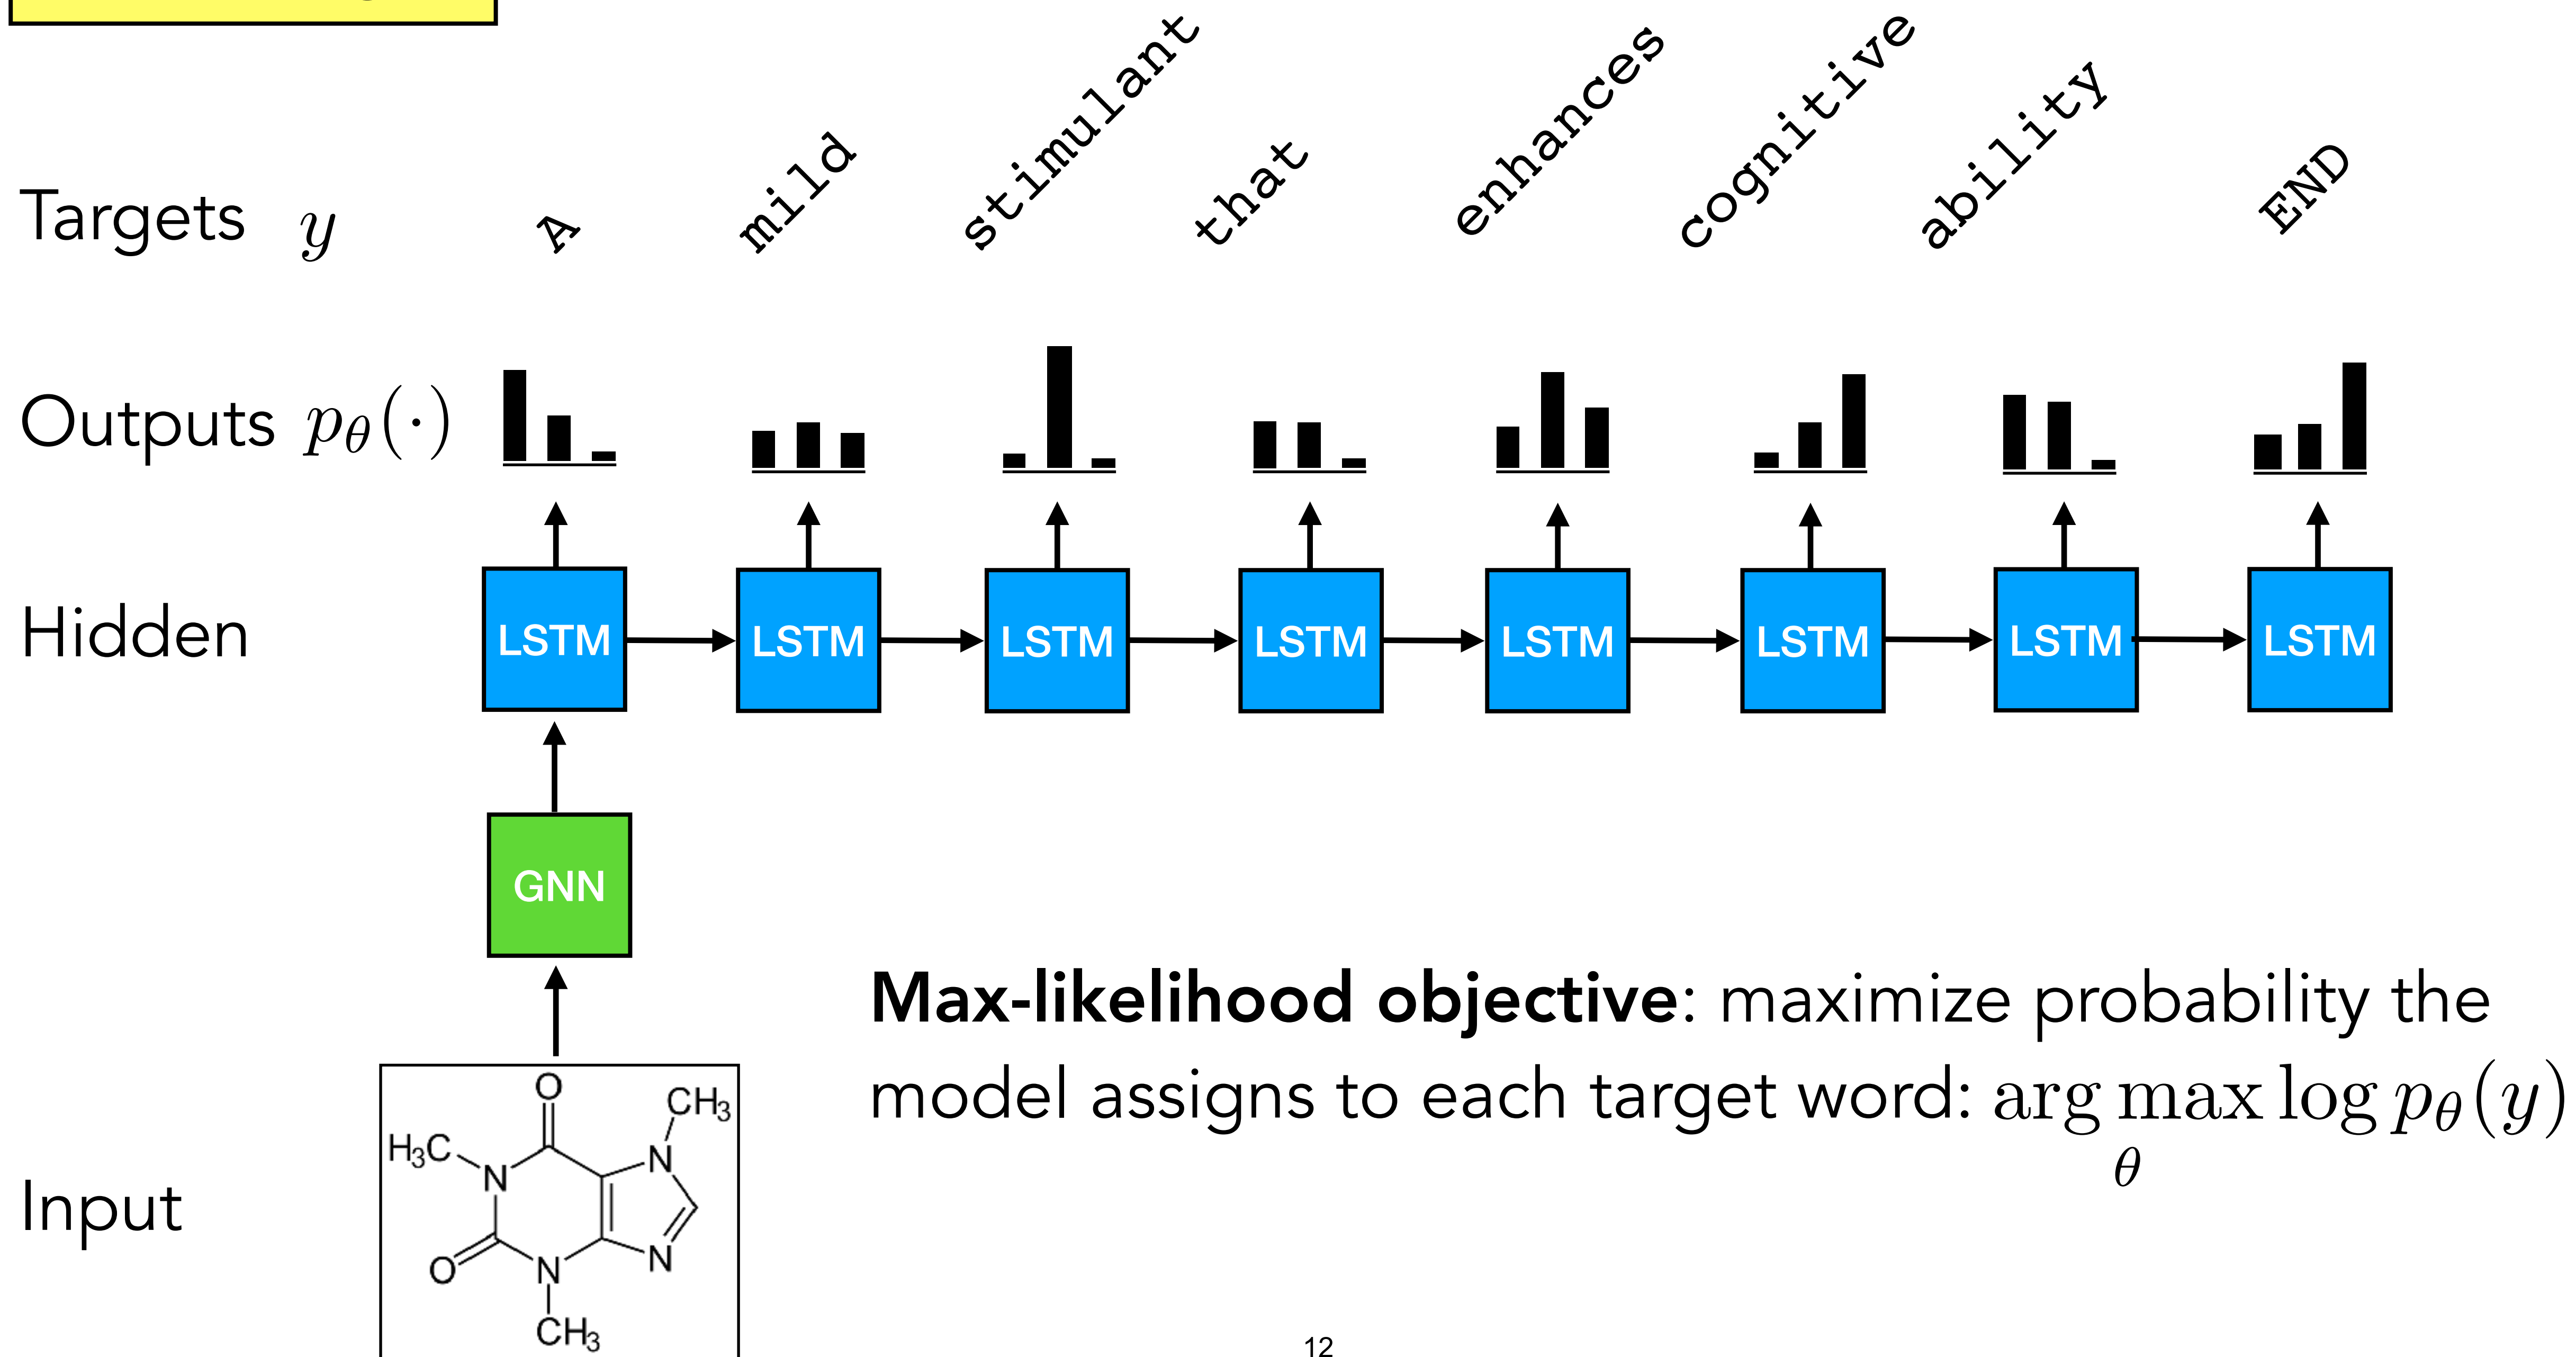 Targets y A mild stimulant that enhances cognitive ability END
Outputs pθ(·)
Hidden LSTM LSTM LSTM LSTM LSTM LSTM LSTM LSTM
GNN
Max-likelihood objective: maximize probability the
model assigns to each target word: arg max log pθ(y)
θ
Input
O
CH₃
H₃C
N
N
O
N
N
CH₃
12